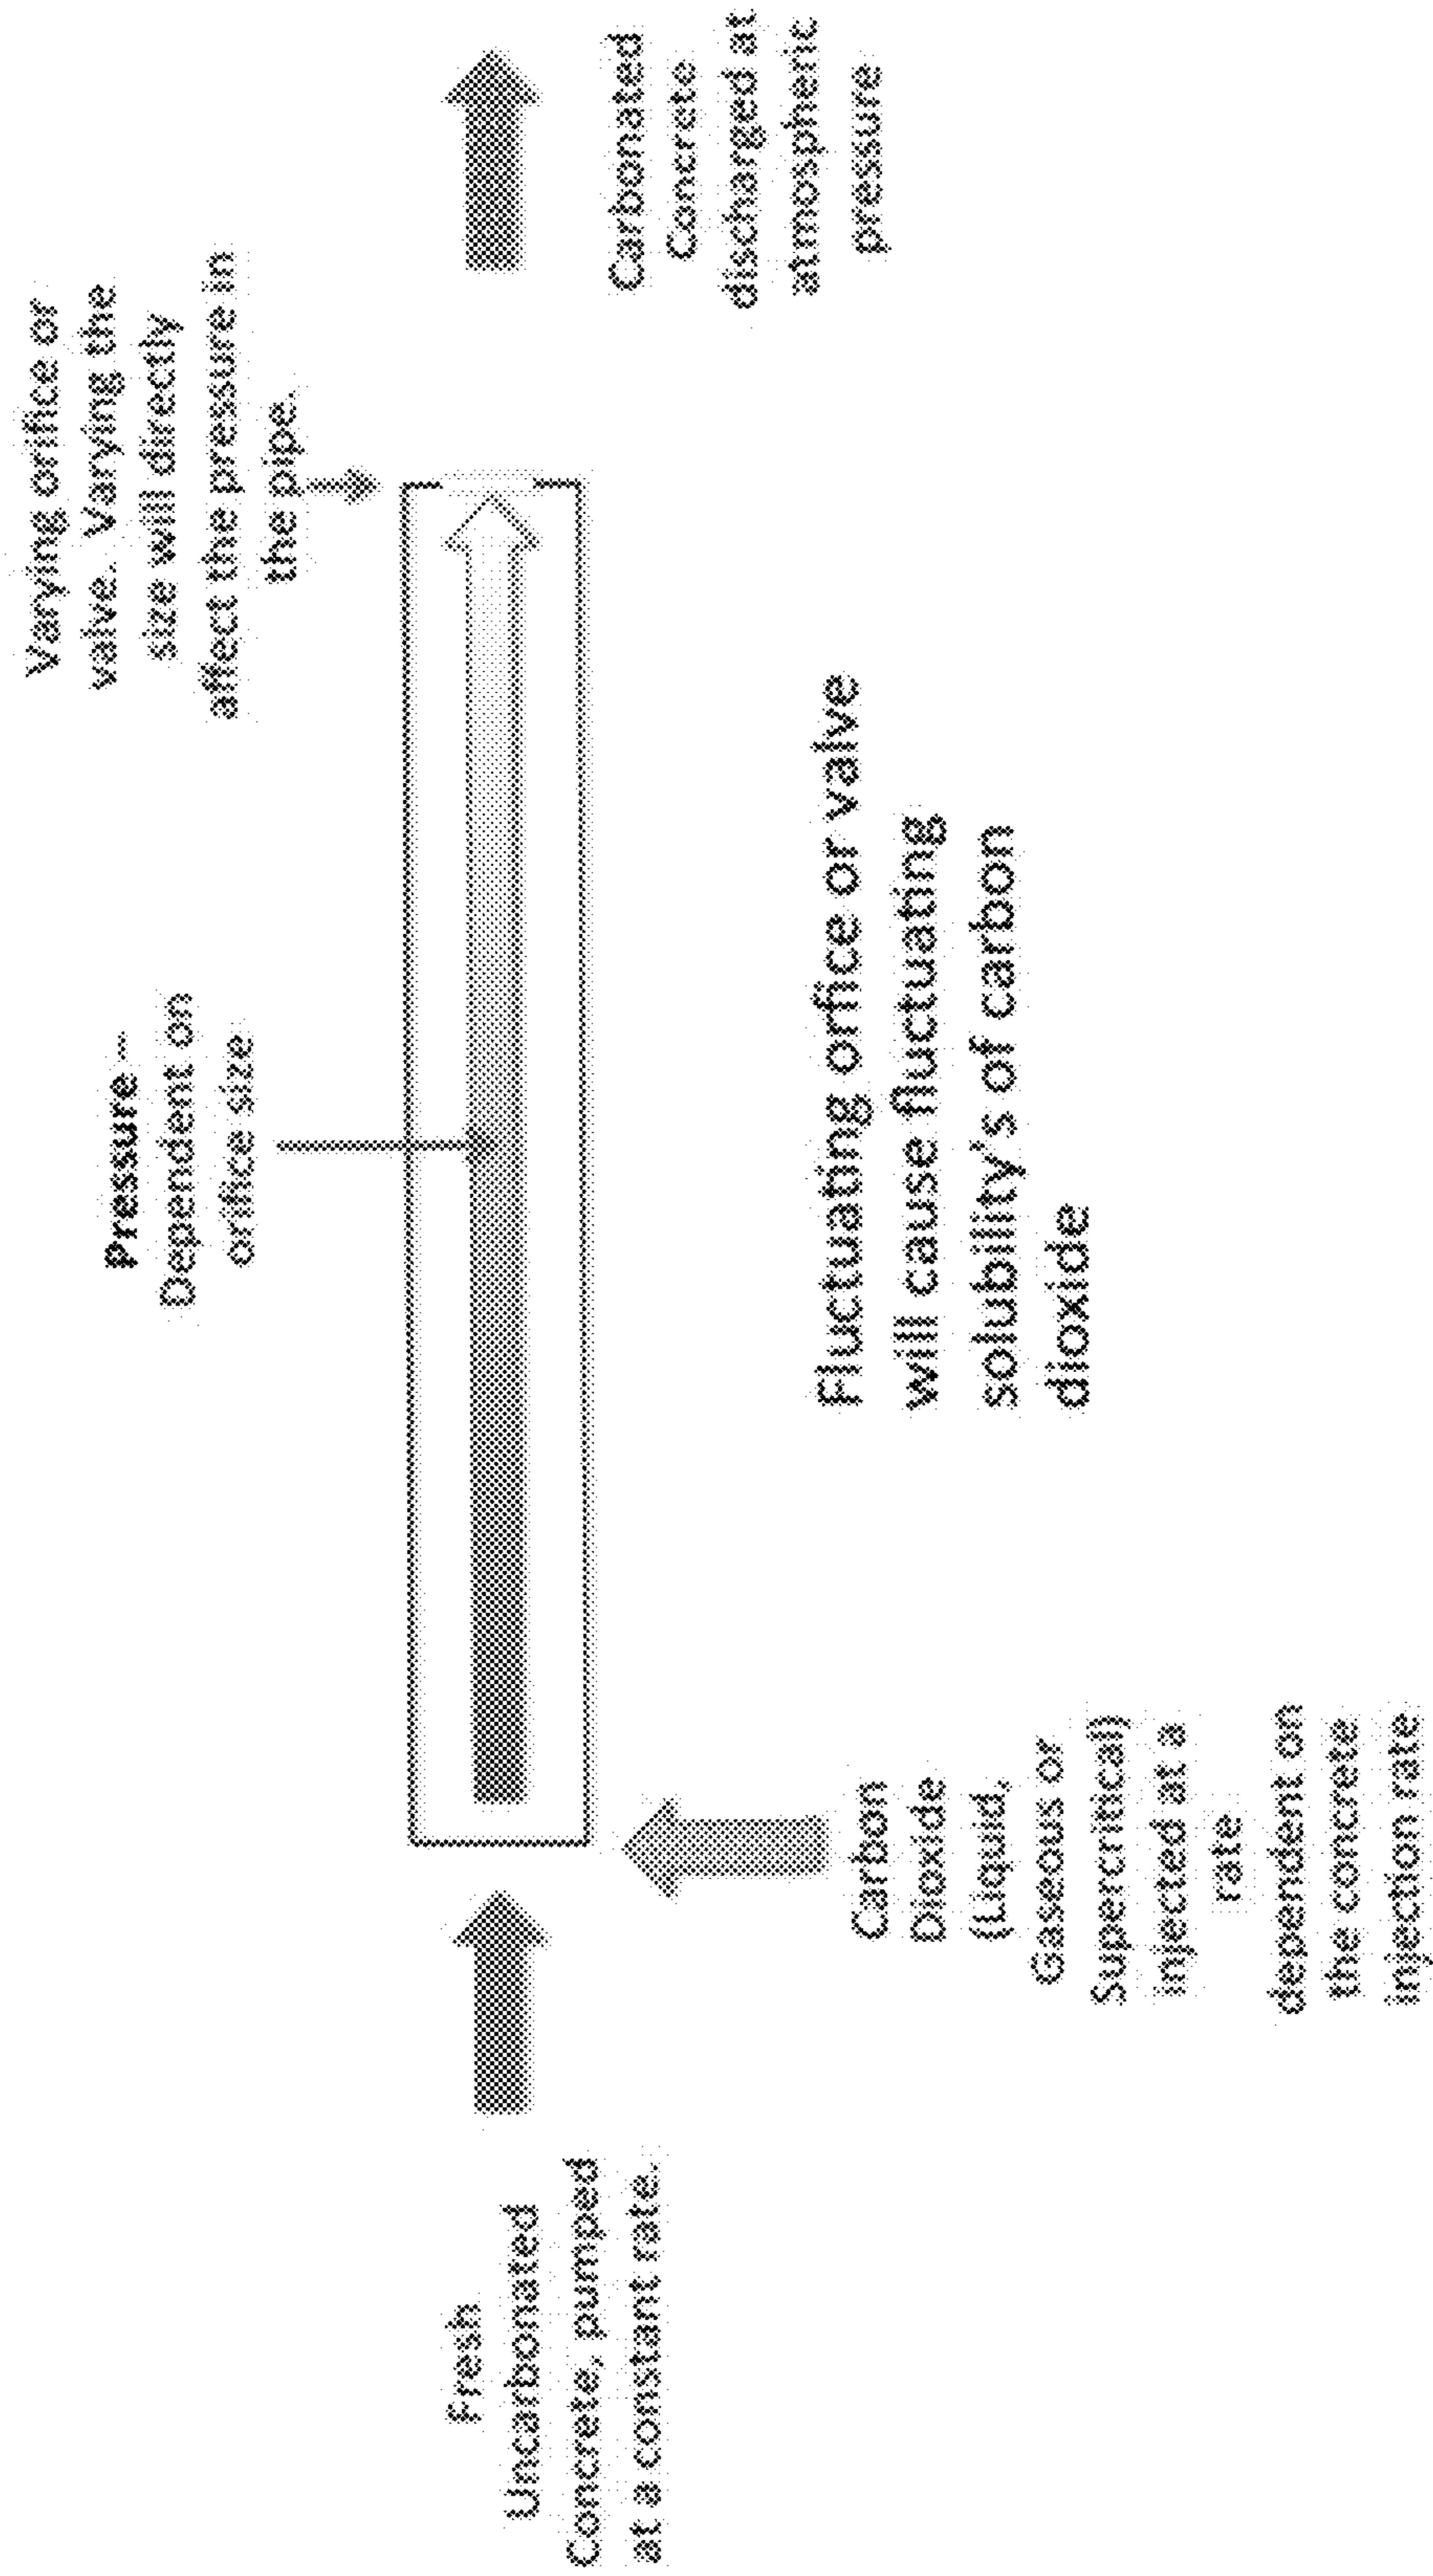 Fresh
Uncarbonated
Concrete, pumped
at a constant rate.
Carbon
Dioxide
(Liquid,
Gaseous or
Supercritical)
injected at a
rate
dependent on
the concrete
injection rate
Pressure –
Dependent on
orifice size
Fluctuating orifice or valve
will cause fluctuating
solubility's of carbon
dioxide
Varying orifice or
valve. Varying the
size will directly
affect the pressure in
the pipe.
Carbonated
Concrete
discharged at
atmospheric
pressure